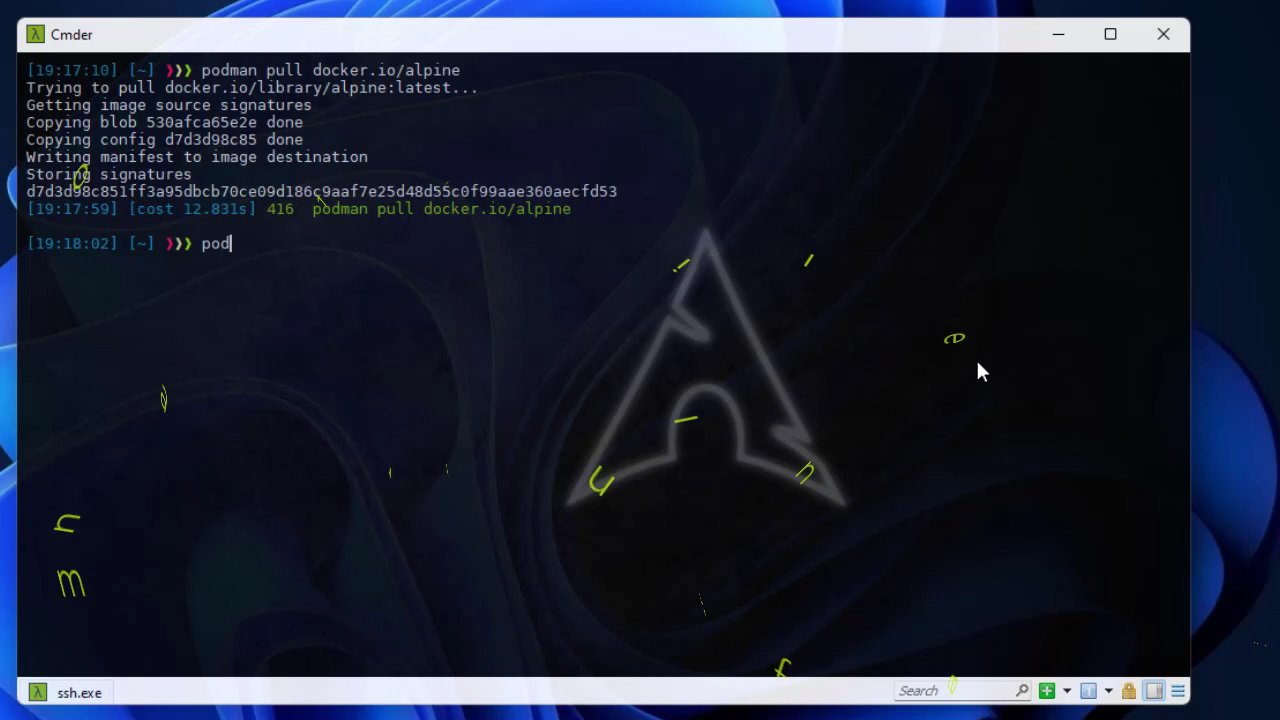 Cmder
[19:17:10] [~] ❯❯❯ podman pull docker.io/alpine
Trying to pull docker.io/library/alpine:latest...
Getting image source signatures
Copying blob 530afca65e2e done
Copying config d7d3d98c85 done
Writing manifest to image destination
Storing signatures
d7d3d98c851ff3a95dbcb70ce09d186c9aaf7e25d48d55c0f99aae360aecfd53
[19:17:59] [cost 12.831s] 416  podman pull docker.io/alpine
[19:18:02] [~] ❯❯❯ pod
ssh.exe
Search